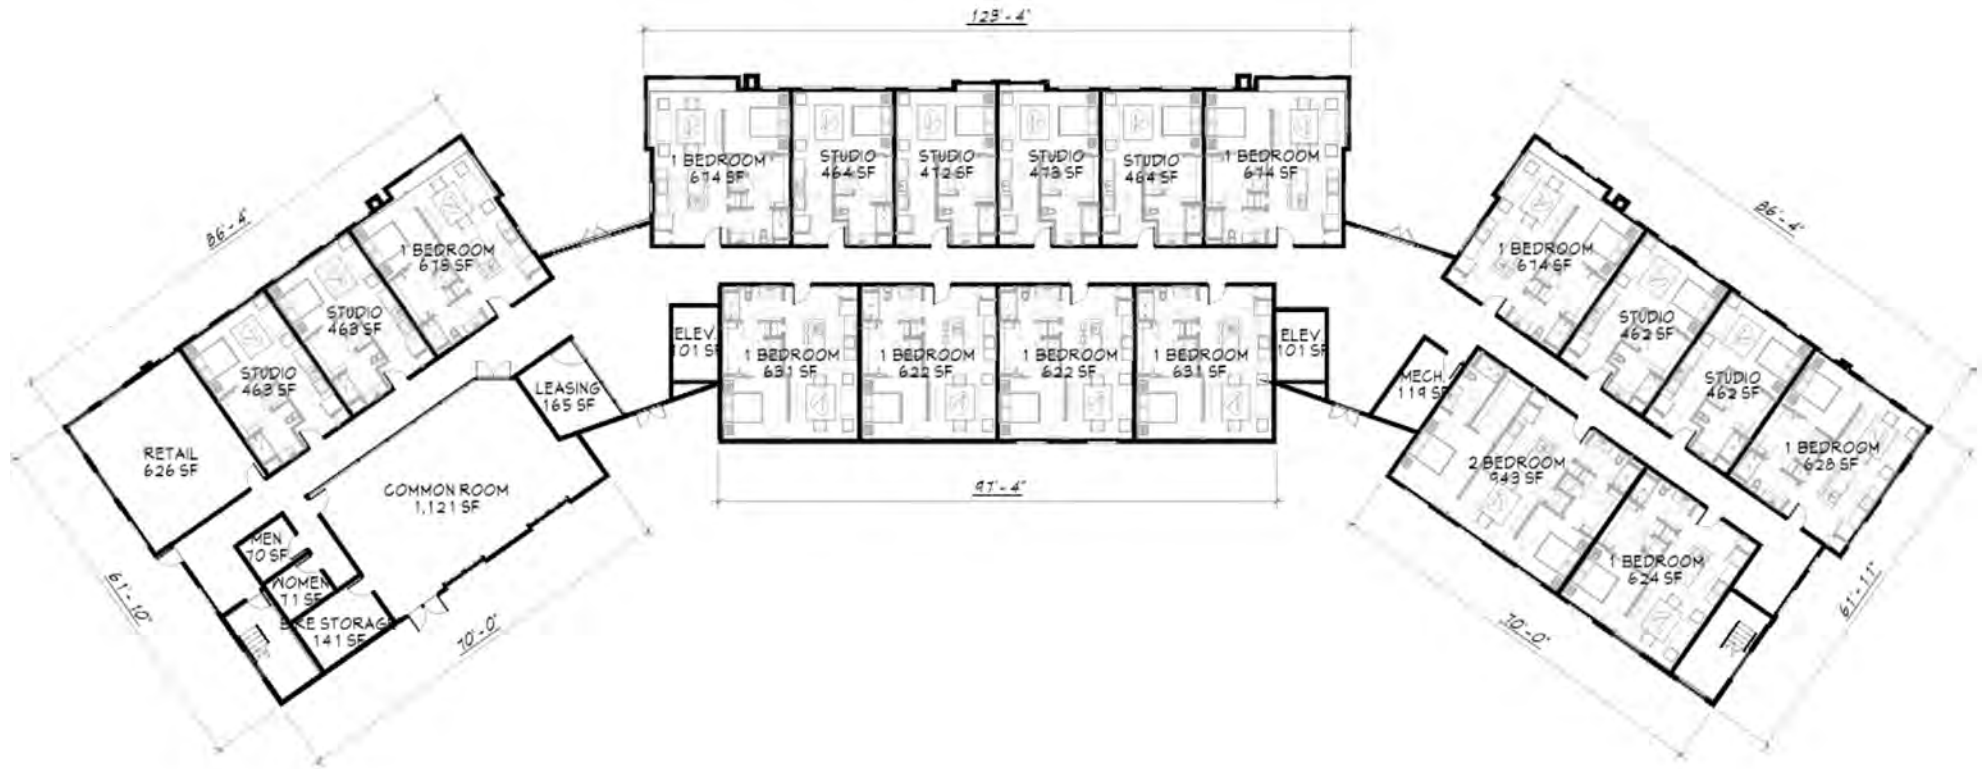 123'-4"
86'-4"
86'-4"
1 BEDROOM
674 SF
STUDIO
464 SF
STUDIO
472 SF
STUDIO
473 SF
STUDIO
464 SF
1 BEDROOM
674 SF
1 BEDROOM
673 SF
STUDIO
463 SF
STUDIO
463 SF
RETAIL
626 SF
LEASING
165 SF
COMMON ROOM
1,121 SF
MEN
70 SF
WOMEN
71 SF
BIKE STORAGE
141 SF
61'-10"
70'-0"
ELEV.
101 SF
1 BEDROOM
631 SF
1 BEDROOM
622 SF
1 BEDROOM
622 SF
1 BEDROOM
631 SF
ELEV.
101 SF
97'-4"
1 BEDROOM
674 SF
STUDIO
462 SF
STUDIO
462 SF
1 BEDROOM
628 SF
MECH.
119 SF
2 BEDROOM
943 SF
1 BEDROOM
624 SF
70'-0"
61'-11"